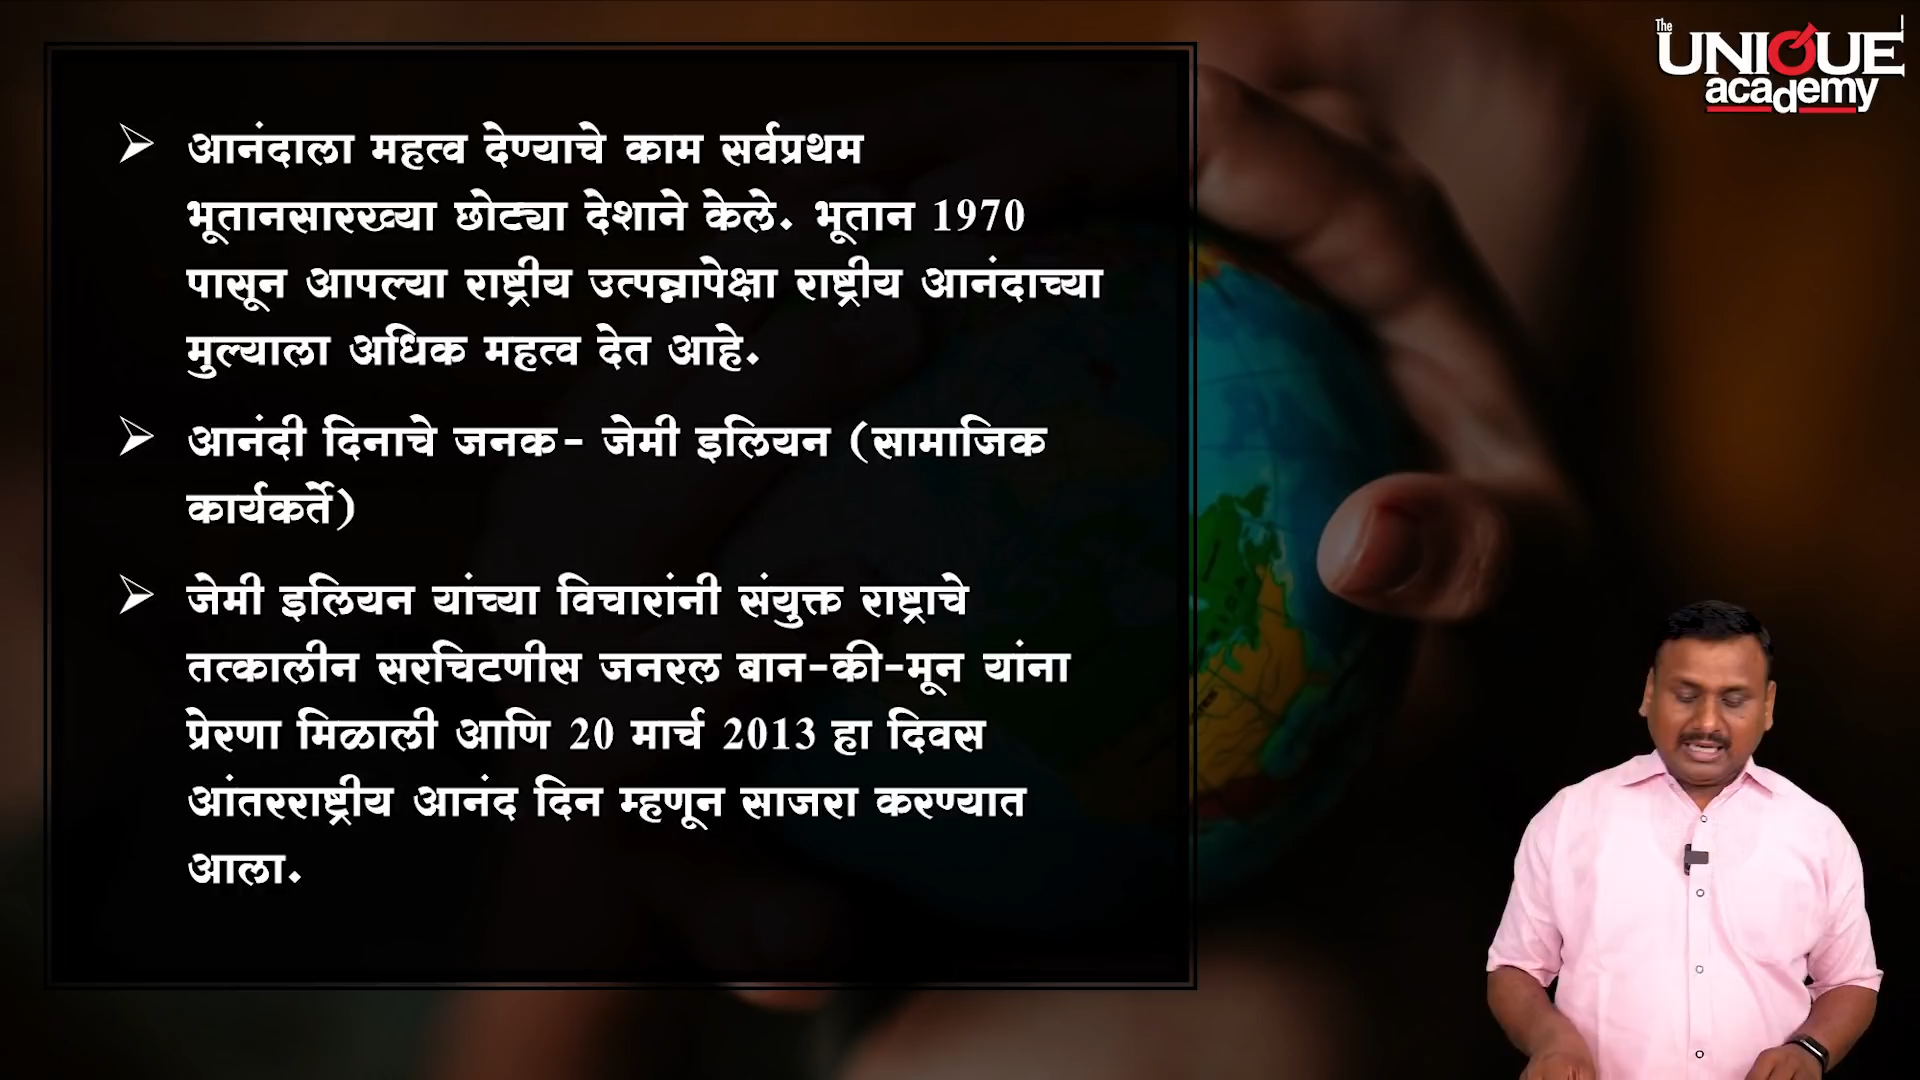 The
UNIQUE
academy
➢ आनंदाला महत्व देण्याचे काम सर्वप्रथम
भूतानसारख्या छोट्या देशाने केले. भूतान 1970
पासून आपल्या राष्ट्रीय उत्पन्नापेक्षा राष्ट्रीय आनंदाच्या
मुल्याला अधिक महत्व देत आहे.
➢ आनंदी दिनाचे जनक- जेमी इलियन (सामाजिक
कार्यकर्ते)
➢ जेमी इलियन यांच्या विचारांनी संयुक्त राष्ट्राचे
तत्कालीन सरचिटणीस जनरल बान-की-मून यांना
प्रेरणा मिळाली आणि 20 मार्च 2013 हा दिवस
आंतरराष्ट्रीय आनंद दिन म्हणून साजरा करण्यात
आला.